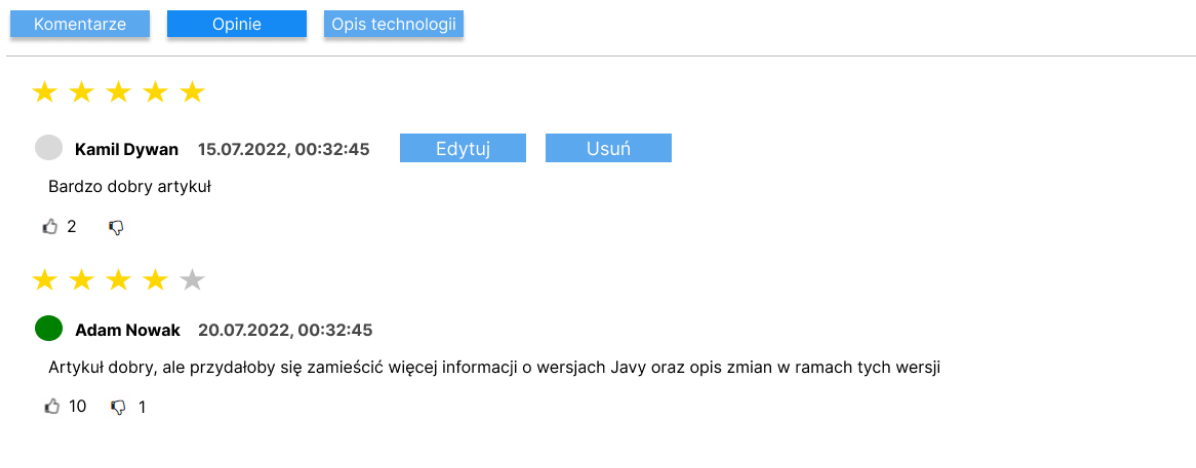 Komentarze Opinie Opis technologii
Kamil Dywan 15.07.2022, 00:32:45 Edytuj Usuń
Bardzo dobry artykuł
2
Adam Nowak 20.07.2022, 00:32:45
Artykuł dobry, ale przydałoby się zamieścić więcej informacji o wersjach Javy oraz opis zmian w ramach tych wersji
10 1